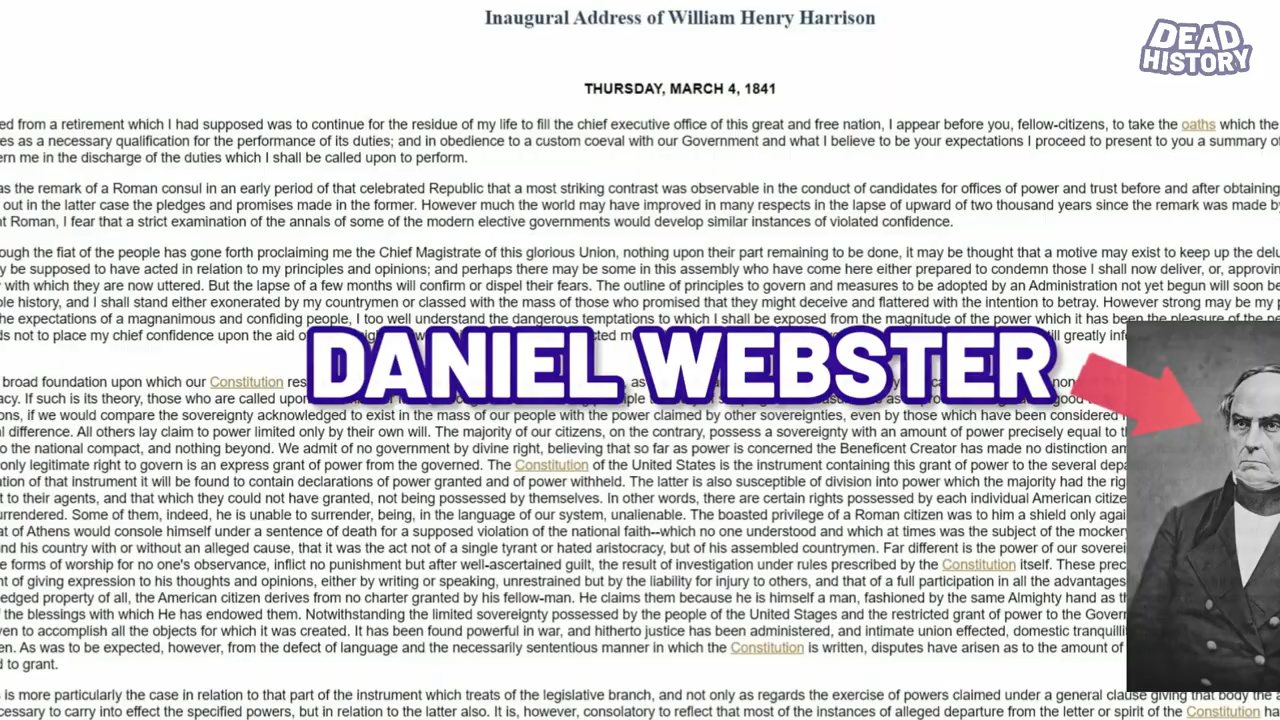 Inaugural Address of William Henry Harrison
DEAD
HISTORY
THURSDAY, MARCH 4, 1841
ed from a retirement which I had supposed was to continue for the residue of my life to fill the chief executive office of this great and free nation, I appear before you, fellow-citizens, to take the oaths which the
es as a necessary qualification for the performance of its duties; and in obedience to a custom coeval with our Government and what I believe to be your expectations I proceed to present to you a summary of
ern me in the discharge of the duties which I shall be called upon to perform.
as the remark of a Roman consul in an early period of that celebrated Republic that a most striking contrast was observable in the conduct of candidates for offices of power and trust before and after obtaining
out in the latter case the pledges and promises made in the former. However much the world may have improved in many respects in the lapse of upward of two thousand years since the remark was made by
nt Roman, I fear that a strict examination of the annals of some of the modern elective governments would develop similar instances of violated confidence.
ough the fiat of the people has gone forth proclaiming me the Chief Magistrate of this glorious Union, nothing upon their part remaining to be done, it may be thought that a motive may exist to keep up the delu
y be supposed to have acted in relation to my principles and opinions; and perhaps there may be some in this assembly who have come here either prepared to condemn those I shall now deliver, or, approvin
with which they are now uttered. But the lapse of a few months will confirm or dispel their fears. The outline of principles to govern and measures to be adopted by an Administration not yet begun will soon be
ble history, and I shall stand either exonerated by my countrymen or classed with the mass of those who promised that they might deceive and flattered with the intention to betray. However strong may be my p
the expectations of a magnanimous and confiding people, I too well understand the dangerous temptations to which I shall be exposed from the magnitude of the power which it has been the pleasure of the pe
ds not to place my chief confidence upon the aid o
till greatly
DANIEL WEBSTER
broad foundation upon which our Constitution res
acy. If such is its theory, those who are called upon
ons, if we would compare the sovereignty acknowledged to exist in the mass of our people with the power claimed by other sovereignties, even by those which have been considered
al difference. All others lay claim to power limited only by their own will. The majority of our citizens, on the contrary, possess a sovereignty with an amount of power precisely equal to th
o the national compact, and nothing beyond. We admit of no government by divine right, believing that so far as power is concerned the Beneficent Creator has made no distinction am
only legitimate right to govern is an express grant of power from the governed. The Constitution of the United States is the instrument containing this grant of power to the several depa
ation of that instrument it will be found to contain declarations of power granted and of power withheld. The latter is also susceptible of division into power which the majority had the rig
t to their agents, and that which they could not have granted, not being possessed by themselves. In other words, there are certain rights possessed by each individual American citize
urrendered. Some of them, indeed, he is unable to surrender, being, in the language of our system, unalienable. The boasted privilege of a Roman citizen was to him a shield only agai
at of Athens would console himself under a sentence of death for a supposed violation of the national faith--which no one understood and which at times was the subject of the mockery
nd his country with or without an alleged cause, that it was the act not of a single tyrant or hated aristocracy, but of his assembled countrymen. Far different is the power of our soverei
e forms of worship for no one's observance, inflict no punishment but after well-ascertained guilt, the result of investigation under rules prescribed by the Constitution itself. These prec
nt of giving expression to his thoughts and opinions, either by writing or speaking, unrestrained but by the liability for injury to others, and that of a full participation in all the advantages
ledged property of all, the American citizen derives from no charter granted by his fellow-man. He claims them because he is himself a man, fashioned by the same Almighty hand as th
f the blessings with which He has endowed them. Notwithstanding the limited sovereignty possessed by the people of the United States and the restricted grant of power to the Govern
ven to accomplish all the objects for which it was created. It has been found powerful in war, and hitherto justice has been administered, and intimate union effected, domestic tranquilli
en. As was to be expected, however, from the defect of language and the necessarily sententious manner in which the Constitution is written, disputes have arisen as to the amount of
d to grant.
is more particularly the case in relation to that part of the instrument which treats of the legislative branch, and not only as regards the exercise of powers claimed under a general clause giving that body the a
cessary to carry into effect the specified powers, but in relation to the latter also. It is, however, consolatory to reflect that most of the instances of alleged departure from the letter or spirit of the Constitution ha